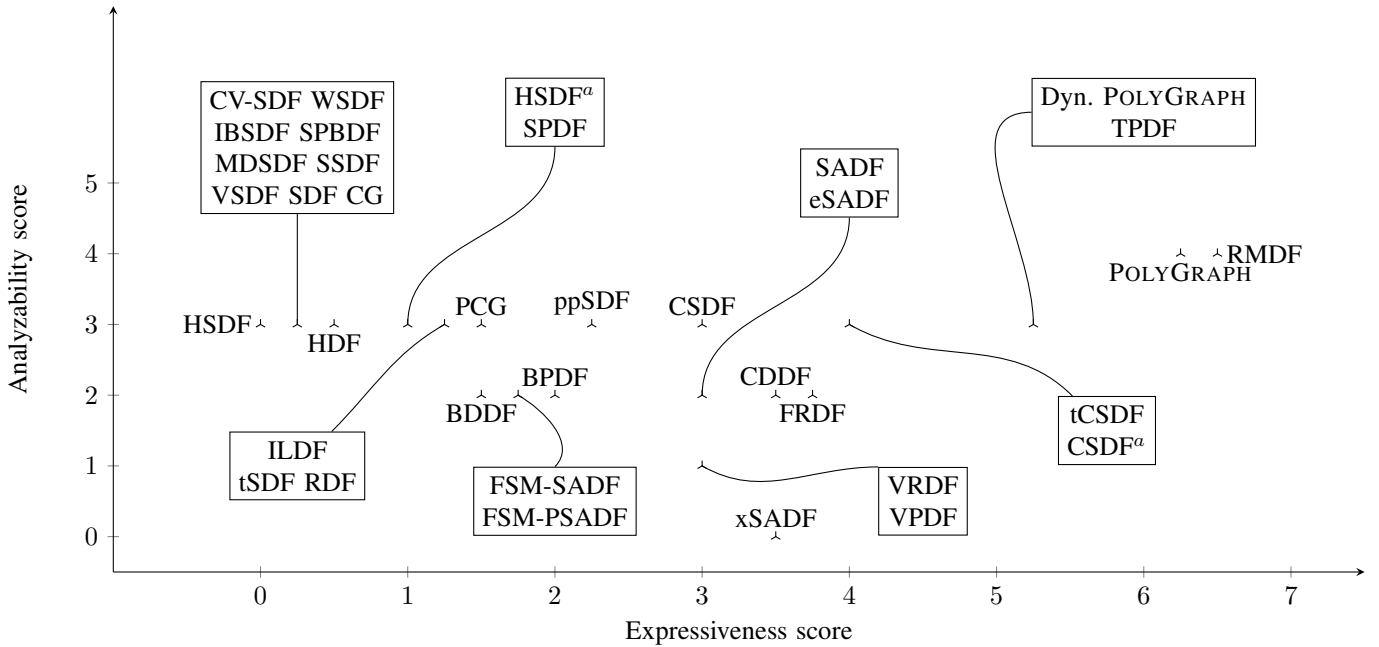 CV-SDF WSDF
IBSDF SPBDF
MDSDF SSDF
VSDF SDF CG
HSDFᵃ
SPDF
SADF
eSADF
Dyn. POLYGRAPH
TPDF
HSDF
HDF
PCG
ppSDF
CSDF
POLYGRAPH
RMDF
BDDF
BPDF
CDDF
FRDF
ILDF
tSDF RDF
FSM-SADF
FSM-PSADF
xSADF
VRDF
VPDF
tCSDF
CSDFᵃ
5
4
3
2
1
0
Analyzability score
0 1 2 3 4 5 6 7
Expressiveness score